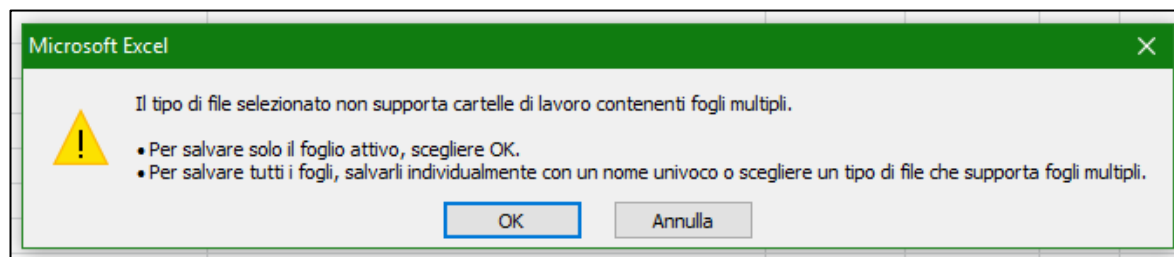 Microsoft Excel
Il tipo di file selezionato non supporta cartelle di lavoro contenenti fogli multipli.
• Per salvare solo il foglio attivo, scegliere OK.
• Per salvare tutti i fogli, salvarli individualmente con un nome univoco o scegliere un tipo di file che supporta fogli multipli.
OK Annulla